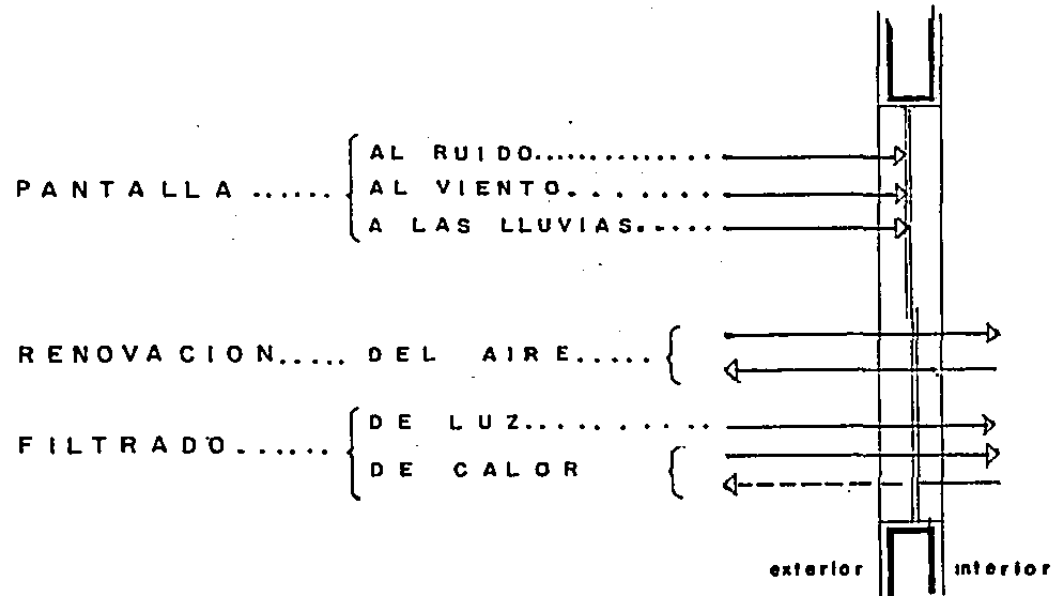 PANTALLA ...... AL RUIDO
AL VIENTO
A LAS LLUVIAS
RENOVACION..... DEL AIRE.....
FILTRADO...... DE LUZ
DE CALOR
exterior interior